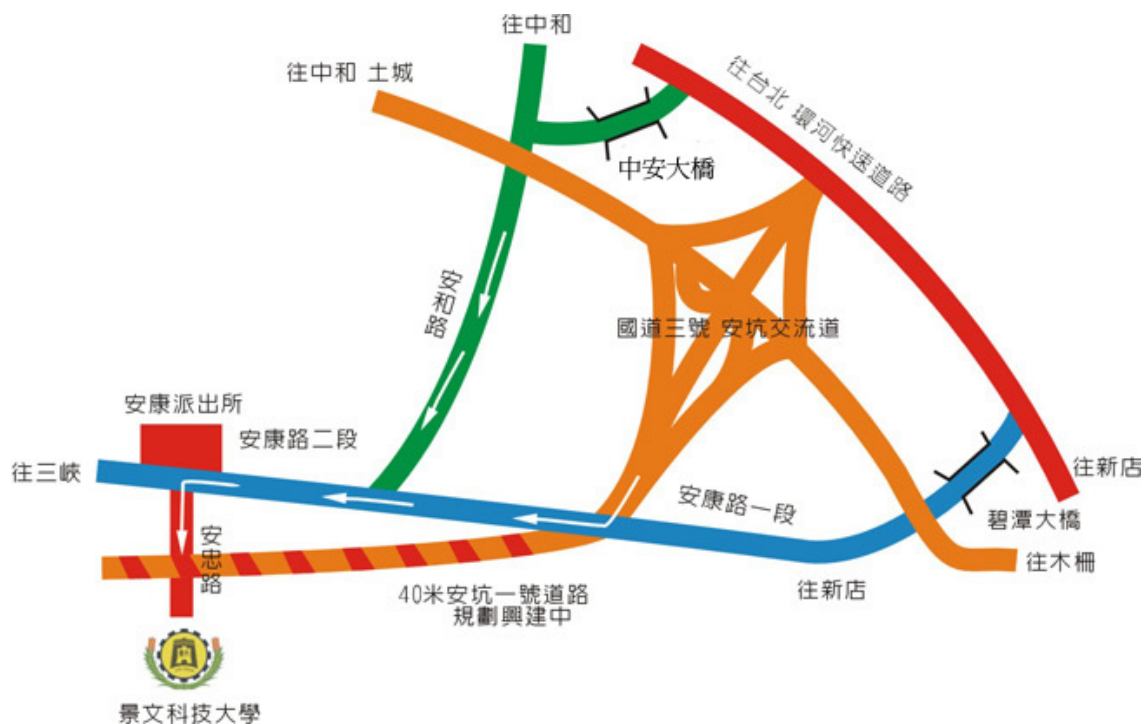 往中和
往中和 土城
往台北 環河快速道路
中安大橋
安和路
國道三號 安坑交流道
安康派出所
安康路二段
往三峽
安康路一段
往新店
碧潭大橋
安忠路
往木柵
往新店
40米安坑一號道路
規劃興建中
景文科技大學